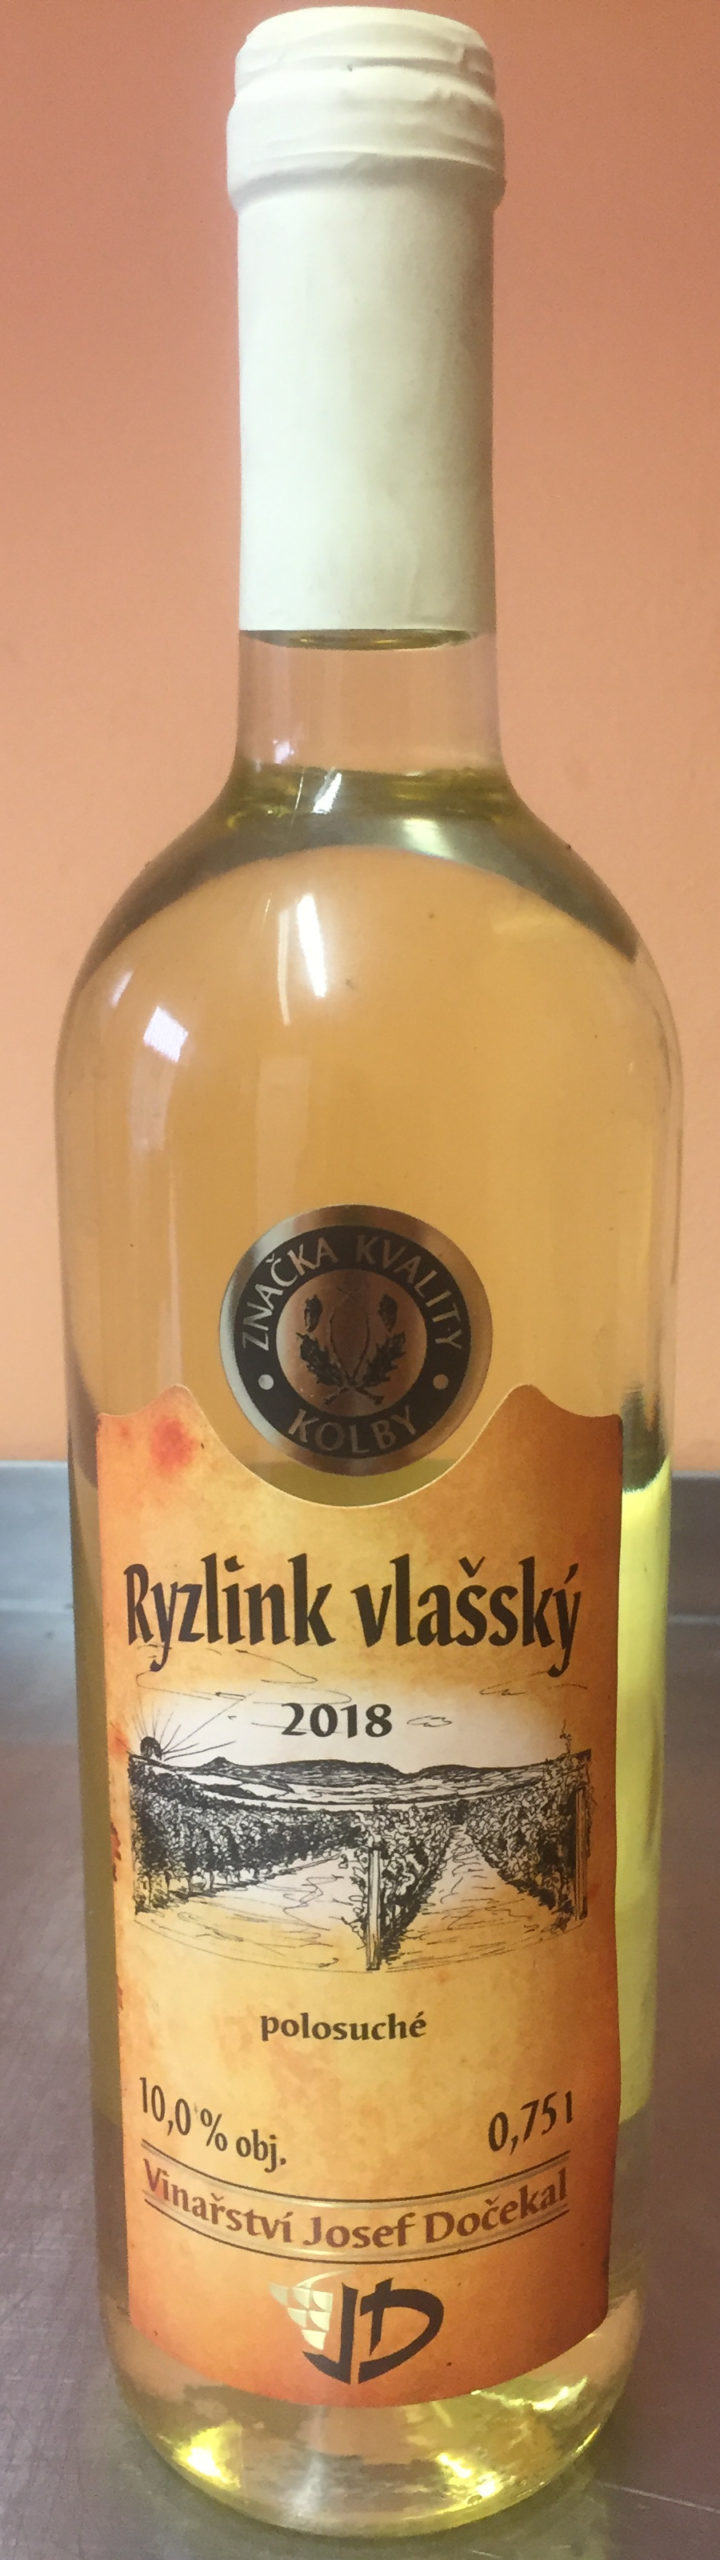 ZNAČKA KVALITY
KOLBY
Ryzlink vlašský
2018
polosuché
10,0 % obj.
0,75 l
Vinařství Josef Dočekal
JD